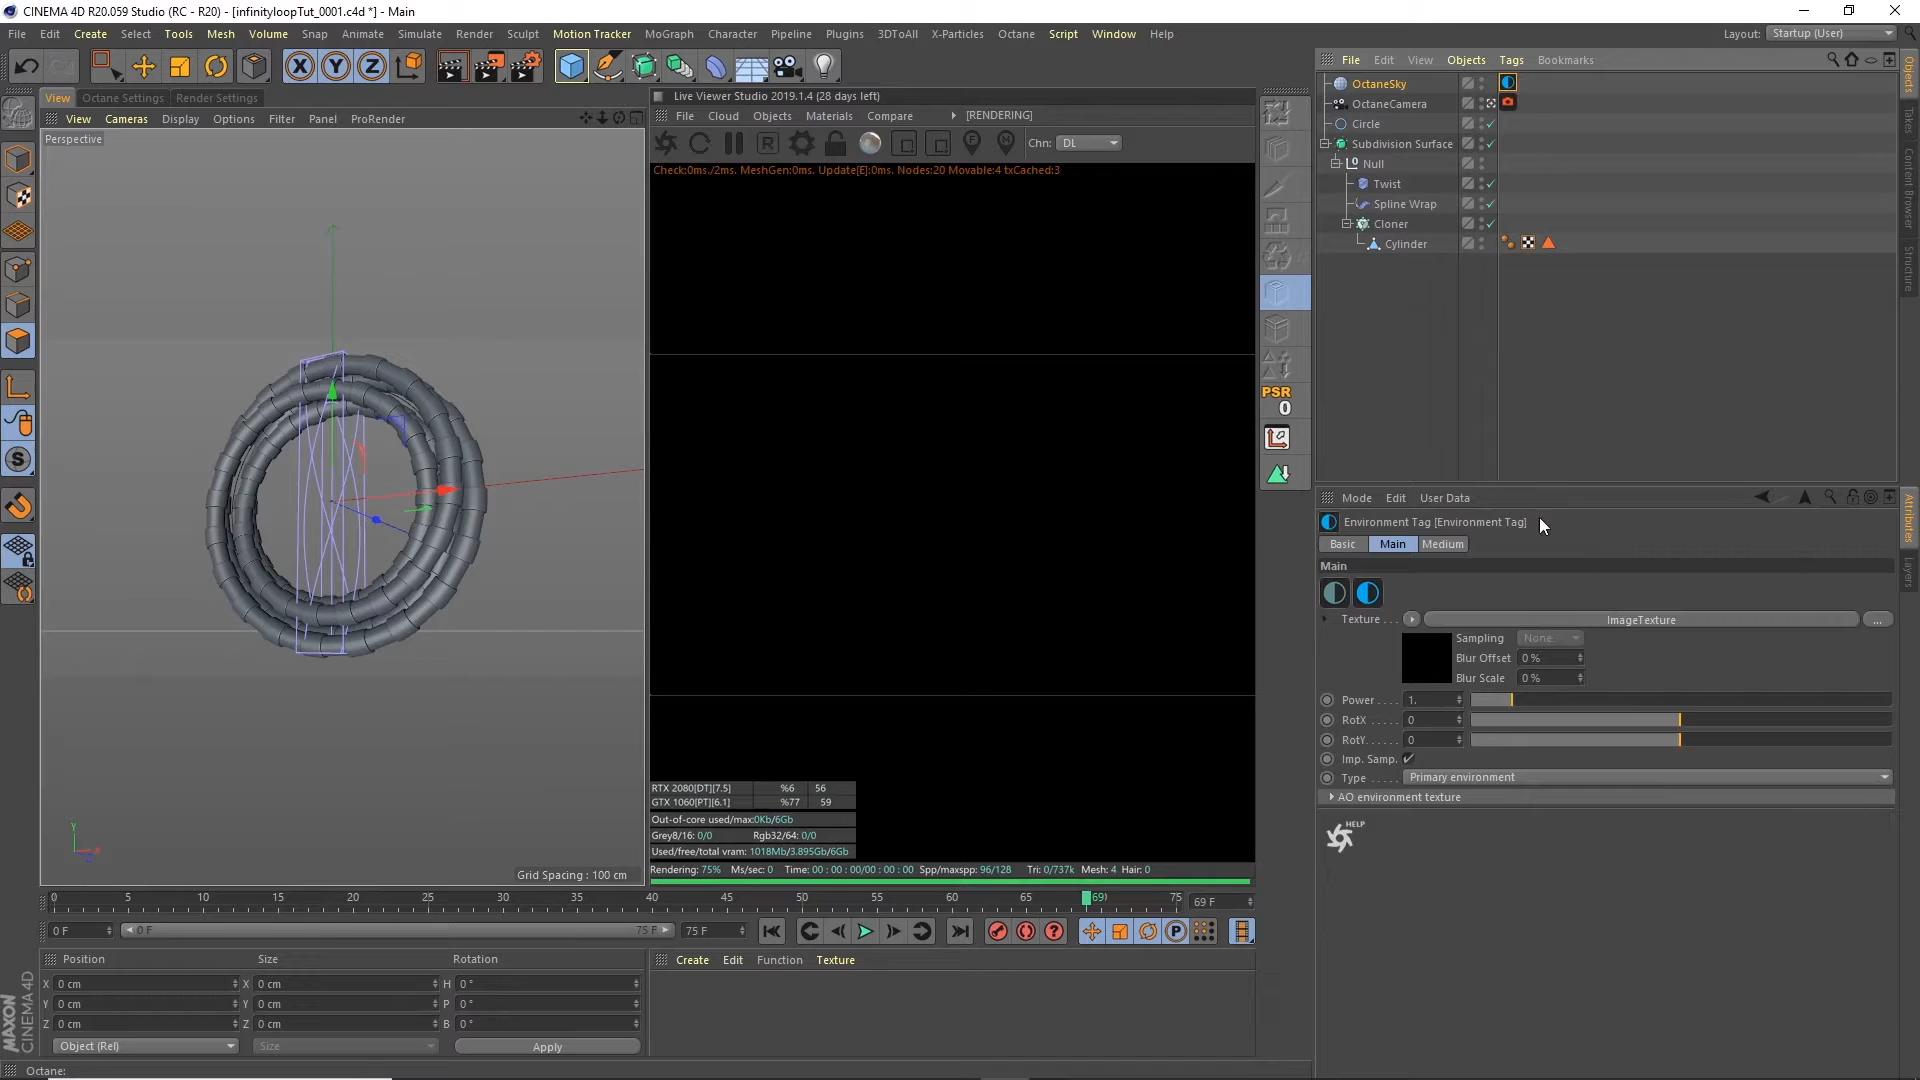 CINEMA 4D R20.059 Studio (RC - R20) - [infinityloopTut_0001.c4d *] - Main
File Edit Create Select Tools Mesh Volume Snap Animate Simulate Render Sculpt Motion Tracker MoGraph Character Pipeline Plugins 3DToAll X-Particles Octane Script Window Help
Layout: Startup (User)
View Octane Settings Render Settings
View Cameras Display Options Filter Panel ProRender
Perspective
Grid Spacing : 100 cm
Live Viewer Studio 2019.1.4 (28 days left)
File Cloud Objects Materials Compare [RENDERING]
Chn: DL
Check:0ms./2ms. MeshGen:0ms. Update[E]:0ms. Nodes:20 Movable:4 txCached:3
RTX 2080[DT][7.5] %6 56
GTX 1060[PT][6.1] %77 59
Out-of-core used/max:0Kb/6Gb
Grey8/16: 0/0 Rgb32/64: 0/0
Used/free/total vram: 1018Mb/3.895Gb/6Gb
Rendering: 75% Ms/sec: 0 Time: 00 : 00 : 00/00 : 00 : 00 Spp/maxspp: 96/128 Tri: 0/737k Mesh: 4 Hair: 0
PSR
0
File Edit View Objects Tags Bookmarks
OctaneSky
OctaneCamera
Circle
Subdivision Surface
Null
Twist
Spline Wrap
Cloner
Cylinder
Objects
Takes
Content Browser
Structure
Mode Edit User Data
Environment Tag [Environment Tag]
Basic Main Medium
Main
Texture . . . ImageTexture ...
Sampling None
Blur Offset 0 %
Blur Scale 0 %
Power . . . . 1.
RotX . . . . . 0
RotY. . . . . . 0
Imp. Samp. 
Type . . . . . Primary environment
AO environment texture
HELP
Attributes
Layers
0 5 10 15 20 25 30 35 40 45 50 55 60 65 69) 75 69 F
0 F 0 F 75 F 75 F
Position Size Rotation
X 0 cm X 0 cm H 0 °
Y 0 cm Y 0 cm P 0 °
Z 0 cm Z 0 cm B 0 °
Object (Rel) Size Apply
Create Edit Function Texture
MAXON
CINEMA 4D
Octane: